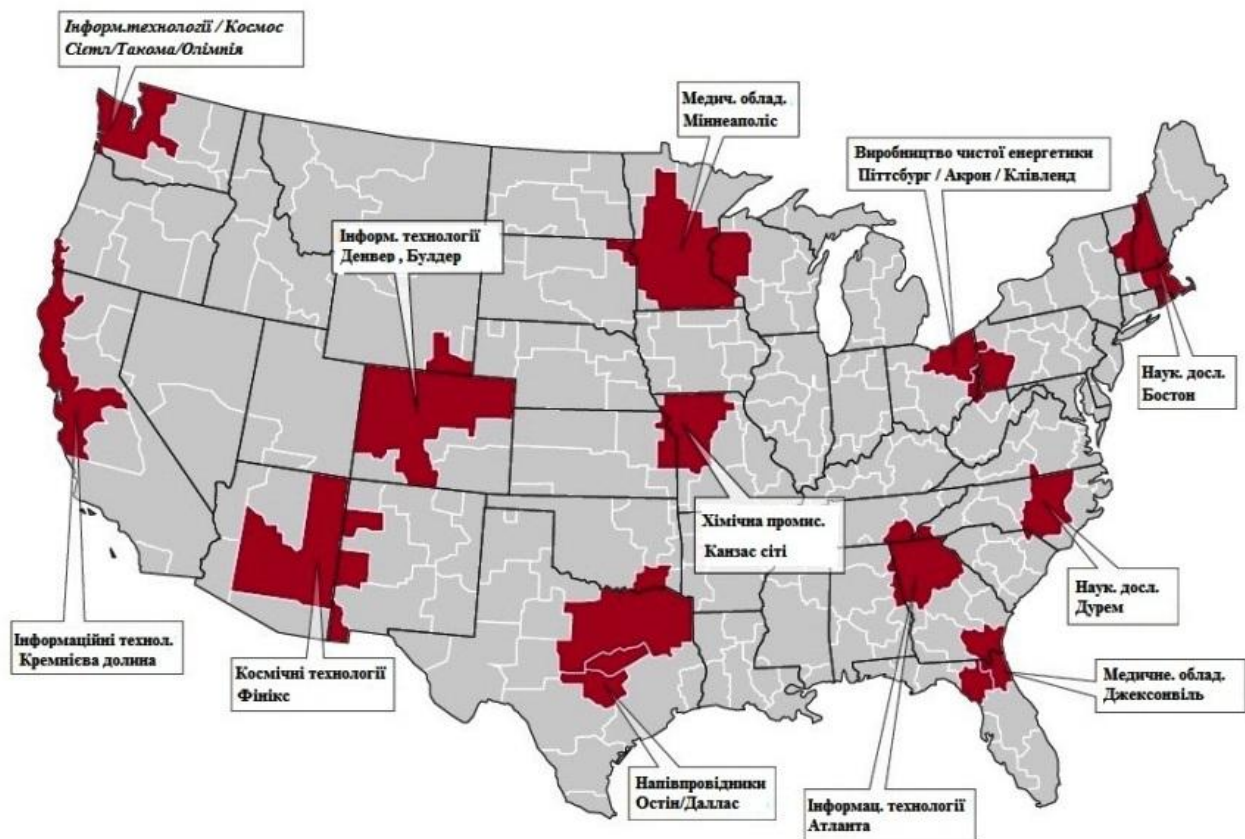 Інформ.технології / Космос
Сієтл/Такома/Олімпія
Медич. облад.
Міннеаполіс
Виробництво чистої енергетики
Піттсбург / Акрон / Клівленд
Інформ. технології
Денвер , Булдер
Наук. досл.
Бостон
Хімічна промис.
Канзас сіті
Наук. досл.
Дурем
Інформаційні технол.
Кремнієва долина
Космічні технології
Фінікс
Медичне. облад.
Джексонвіль
Напівпровідники
Остін/Даллас
Інформац. технології
Атланта